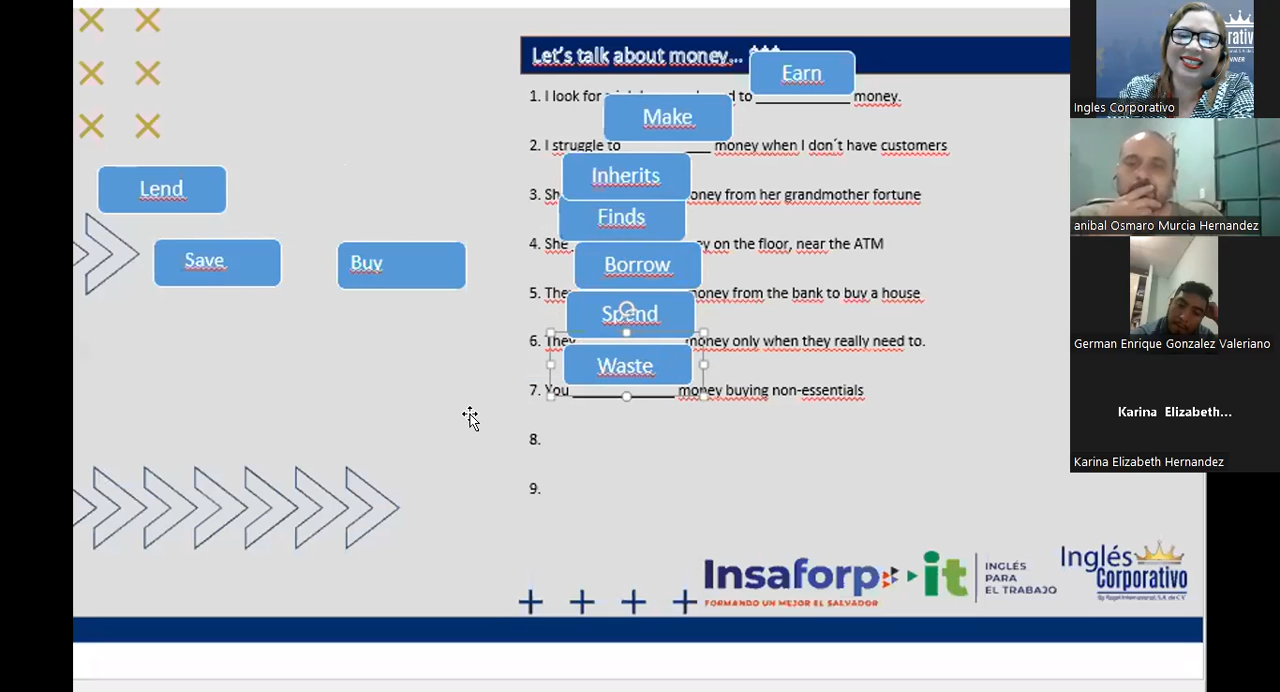 Let's talk about money... $$$
Earn
1. I look for to __________ money.
Make
2. I struggle to ____ money when I don´t have customers
Inherits
3. Sh oney from her grandmother fortune
Finds
4. She ey on the floor, near the ATM
Borrow
5. The money from the bank to buy a house
Spend
6. They money only when they really need to.
Waste
7. You ____________ money buying non-essentials
8.
9.
Lend
Save
Buy
Insaforp
FORMANDO UN MEJOR EL SALVADOR
it
INGLÉS
PARA
EL TRABAJO
Inglés
Corporativo
Ingles Corporativo
anibal Osmaro Murcia Hernandez
German Enrique Gonzalez Valeriano
Karina Elizabeth...
Karina Elizabeth Hernandez